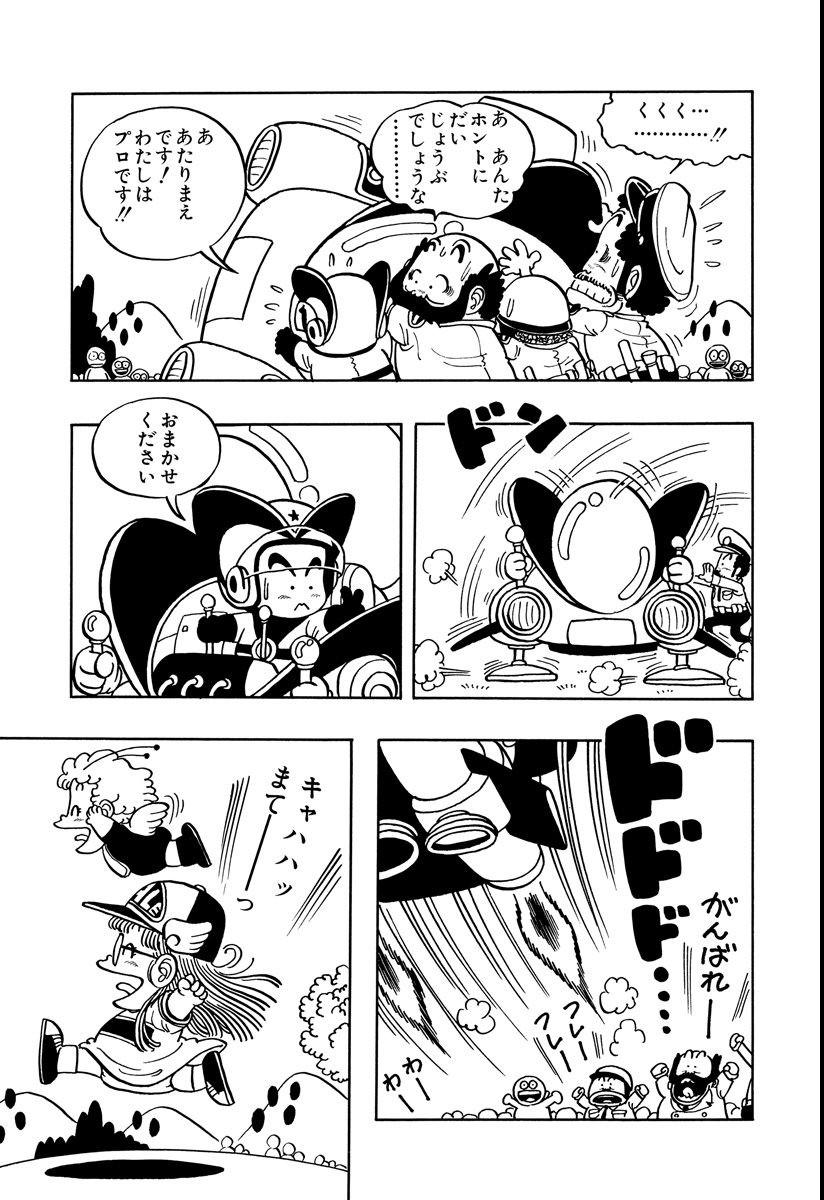 くくく…
…………!!
あ あんた
ホントに
だい
じょうぶ
でしょうな
………
あ
あたりまえ
です!
わたしは
プロです!!
ドン
おまかせ
ください
ドドドド……
がんばれー
フレー
フレー
わー
わー
キャハハッ
まてーっ